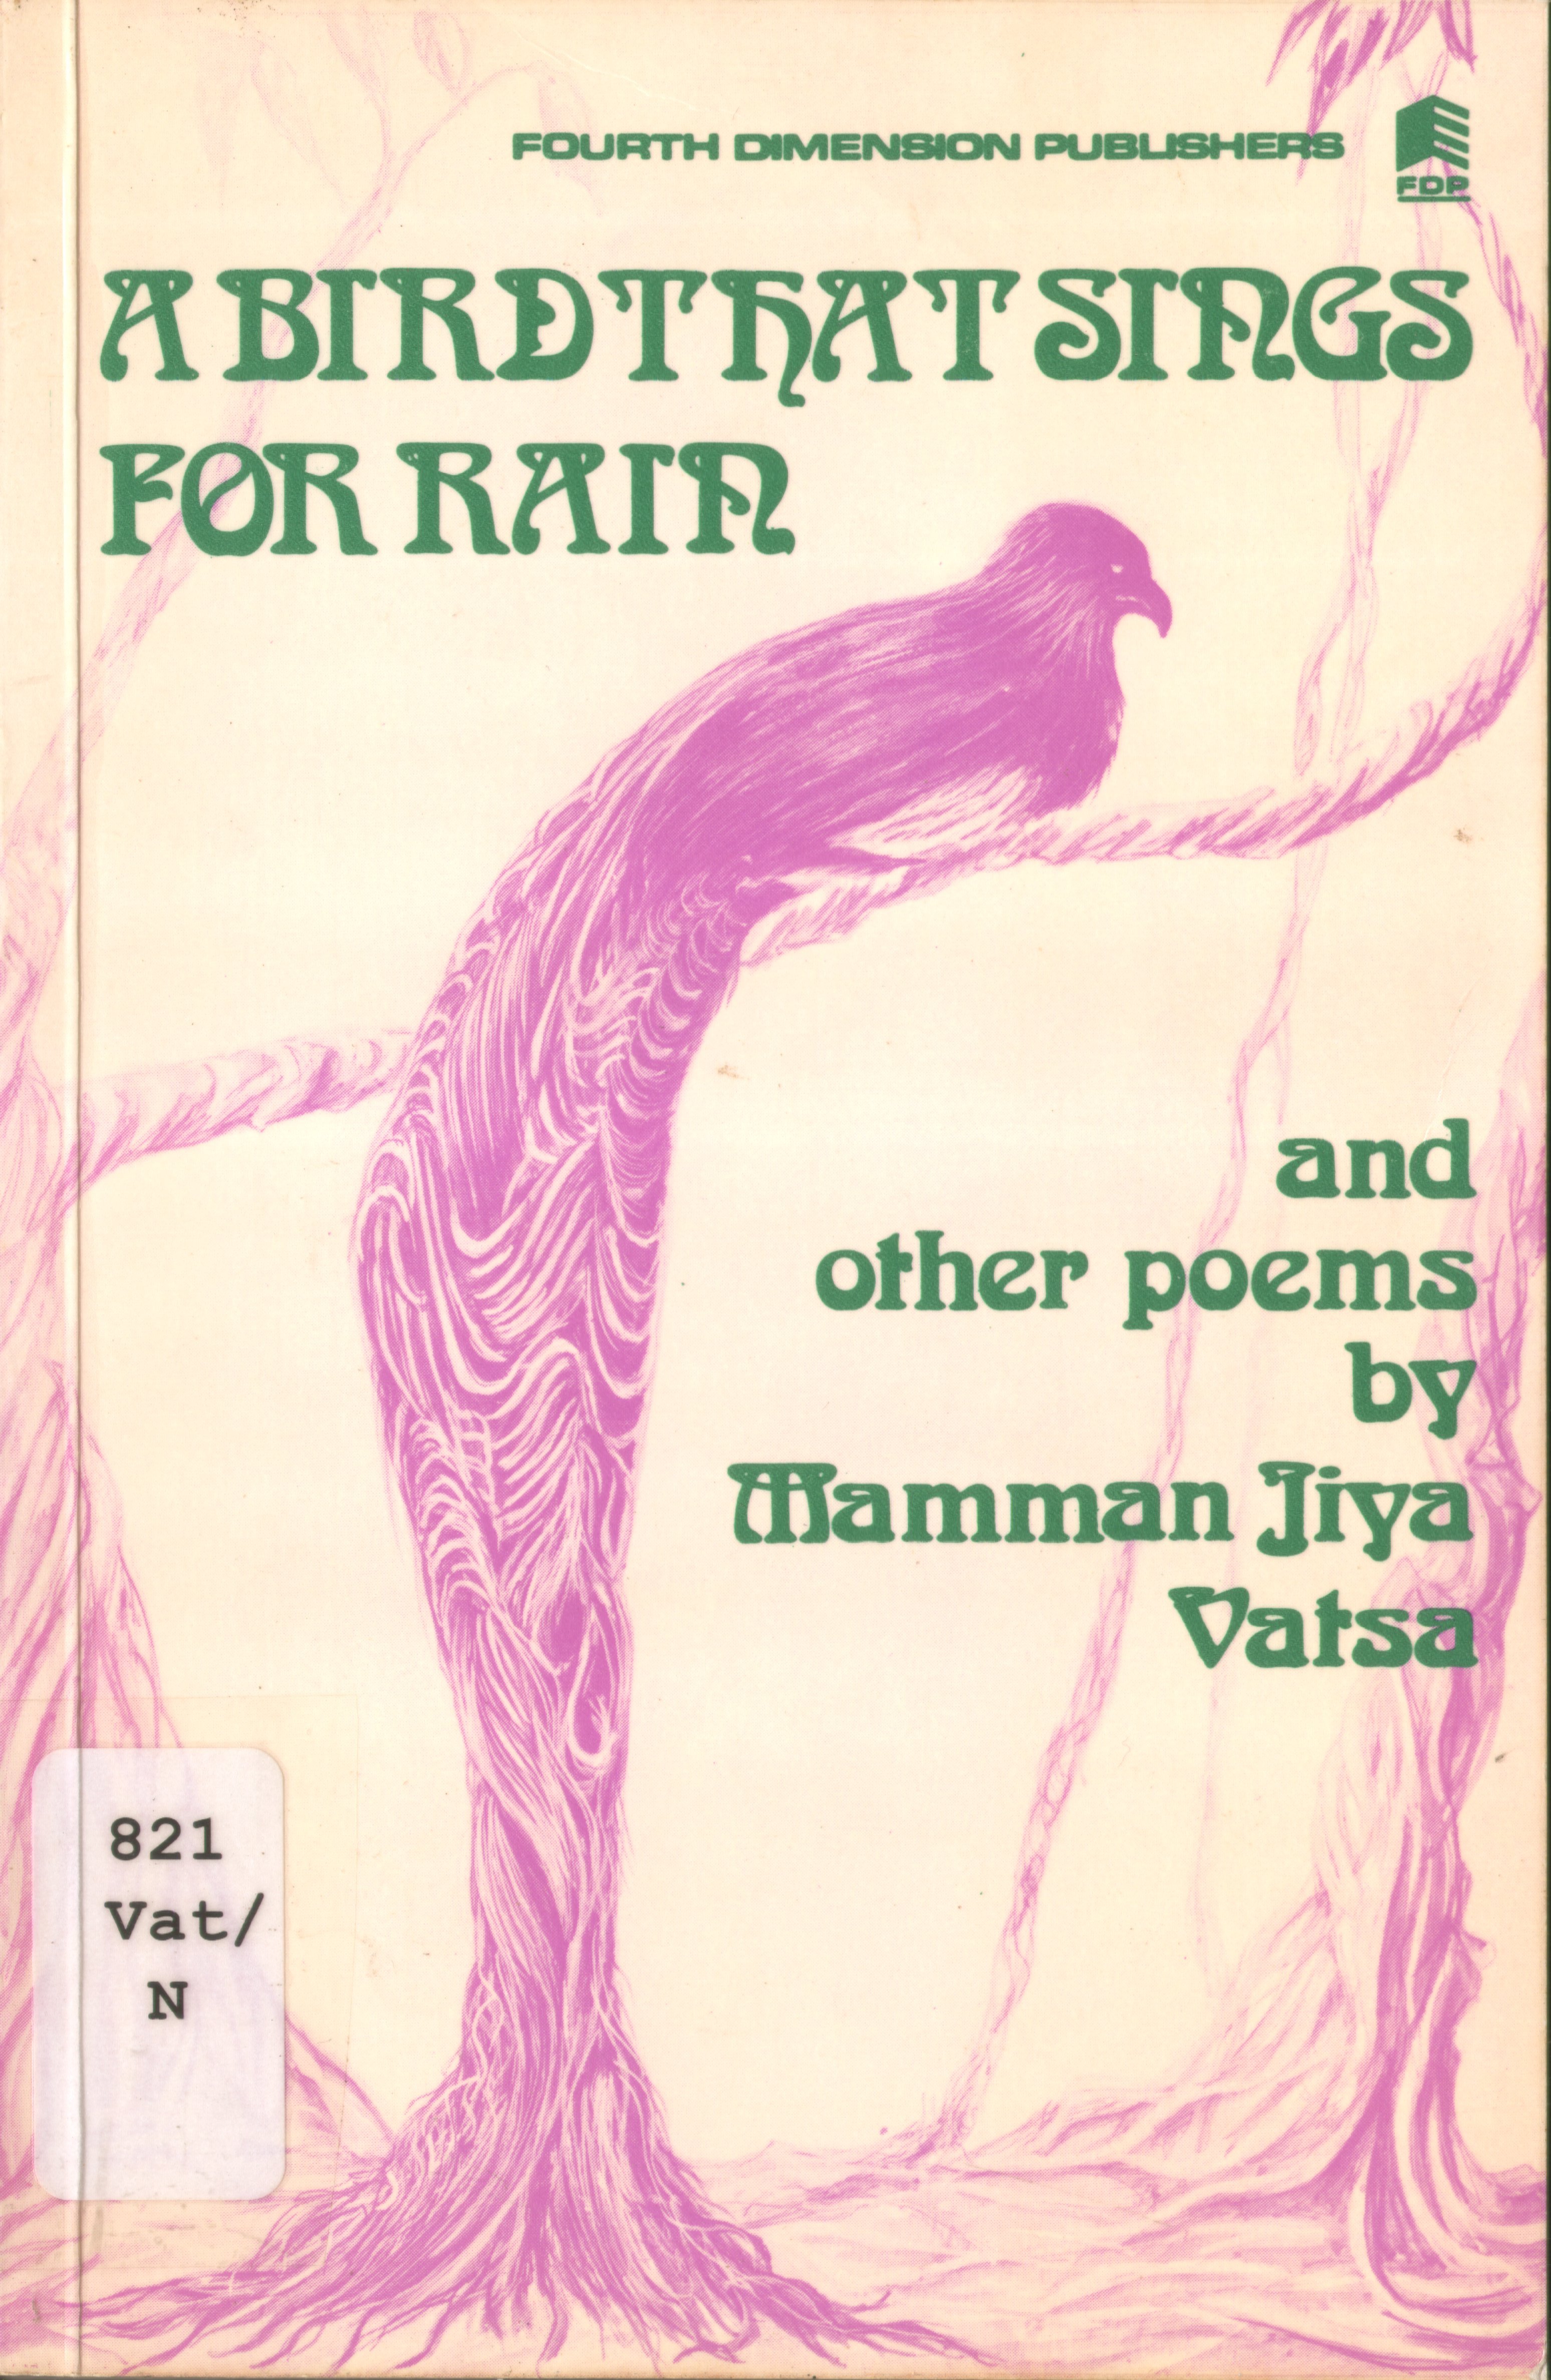 FOURTH DIMENSION PUBLISHERS
FDP
A BIRD THAT SINGS
FOR RAIN
and
other poems
by
Mamman Jiya
Vatsa
821
Vat/
N